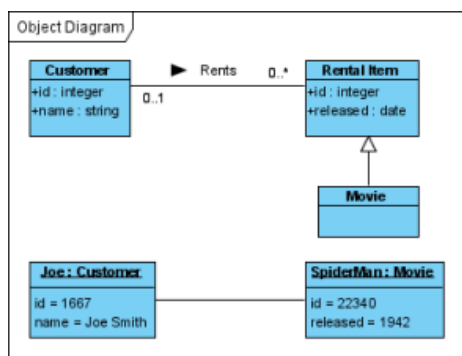 Object Diagram
Customer
+id : integer
+name : string
Rents
0..1
0..*
Rental Item
+id : integer
+released : date
Movie
Joe : Customer
id = 1667
name = Joe Smith
SpiderMan : Movie
id = 22340
released = 1942